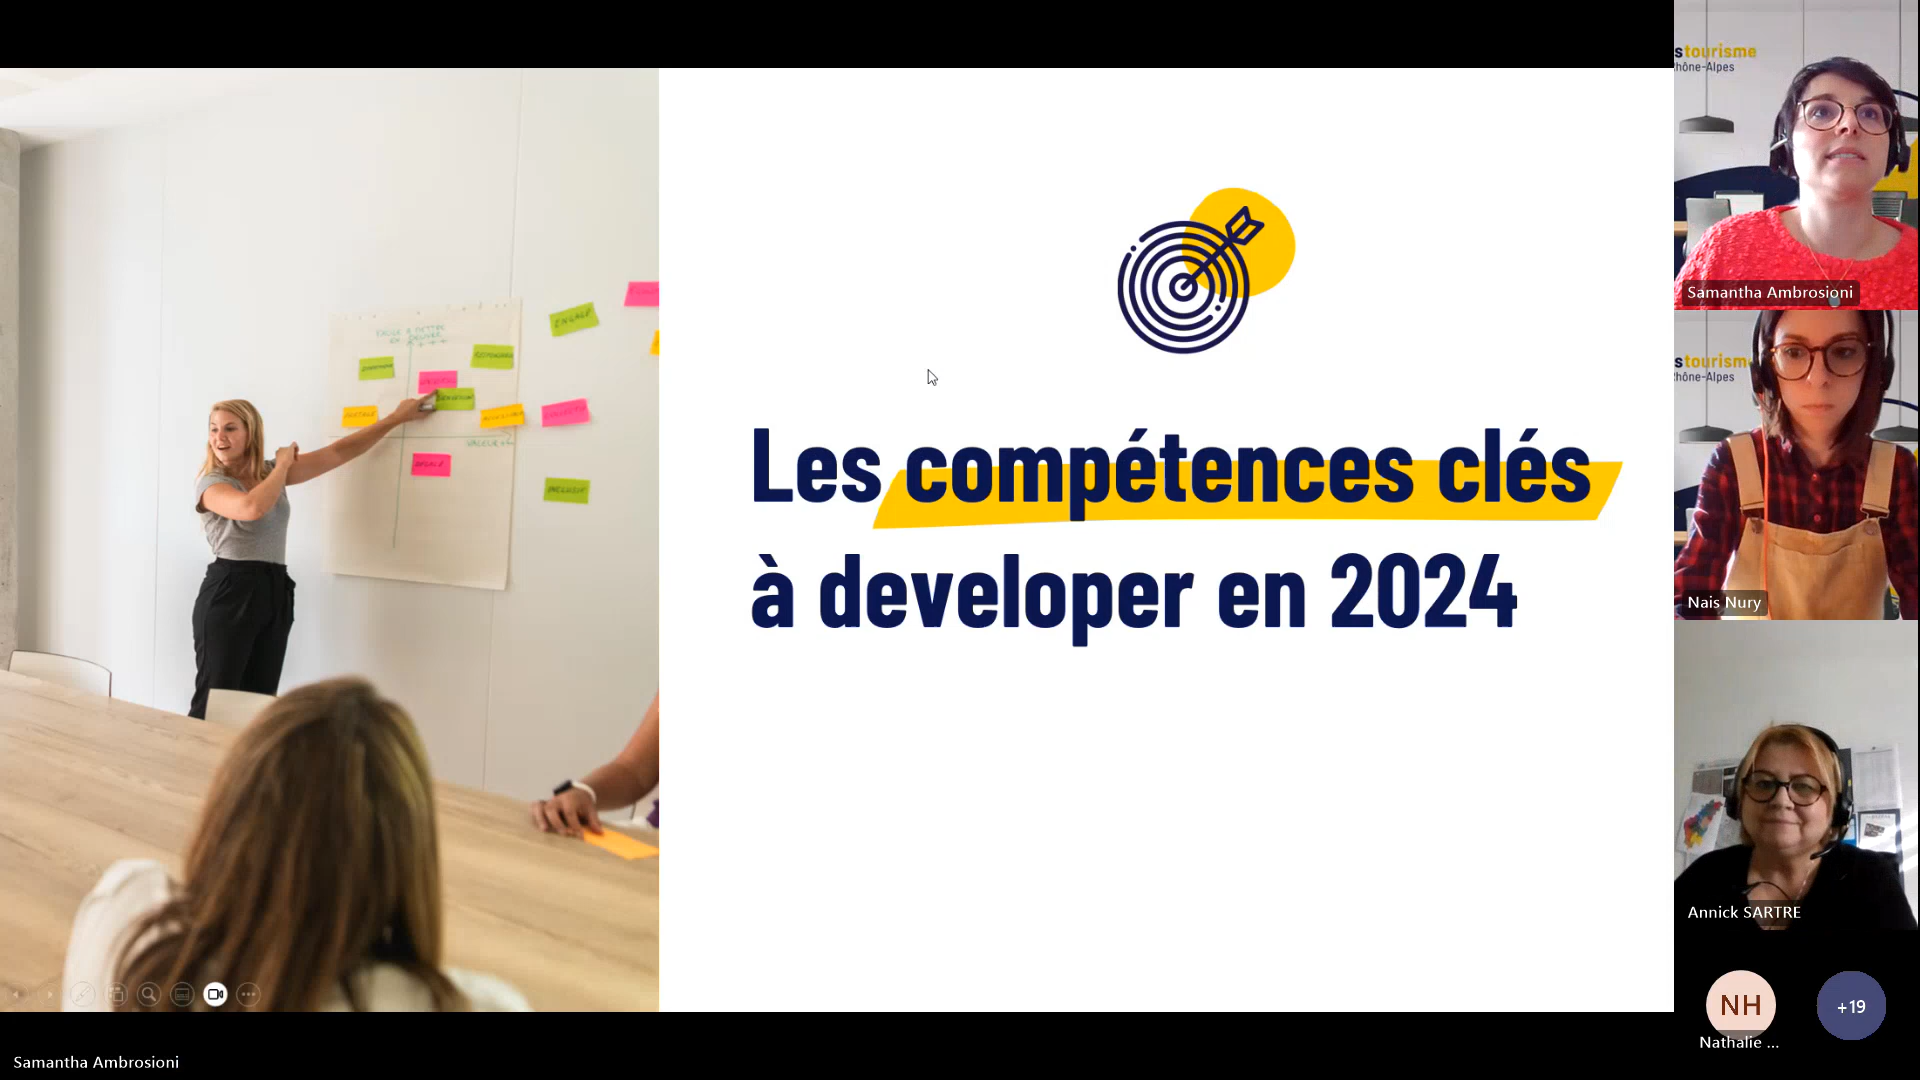 Les compétences clés
à developer en 2024
stourisme
hône-Alpes
Samantha Ambrosioni
stourisme
hône-Alpes
Nais Nury
Annick SARTRE
NH
+19
Nathalie ...
Samantha Ambrosioni